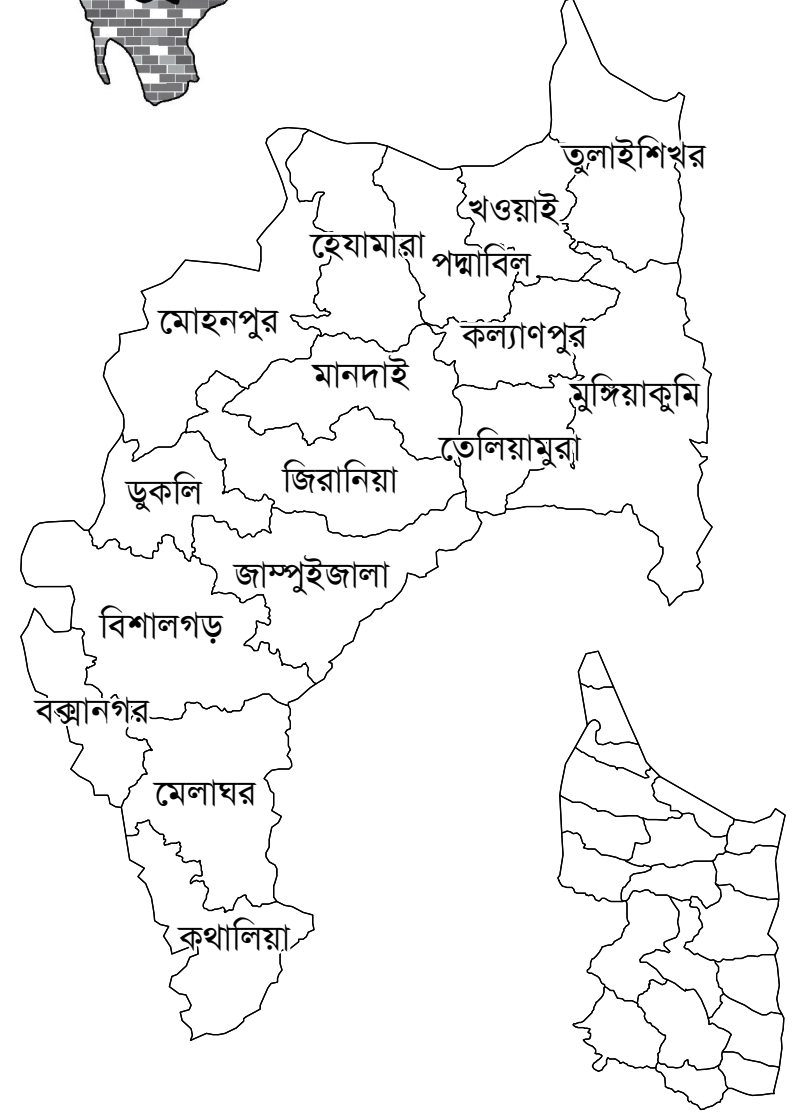 তুলাইশিখর
খওয়াই
হেযামারা
পদ্মাবিল
মোহনপুর
কল্যাণপুর
মানদাই
মুঙ্গিয়াকুমি
তেলিয়ামুরা
জিরানিয়া
ডুকলি
জাম্পুইজালা
বিশালগড়
বক্সানগর
মেলাঘর
কথালিয়া